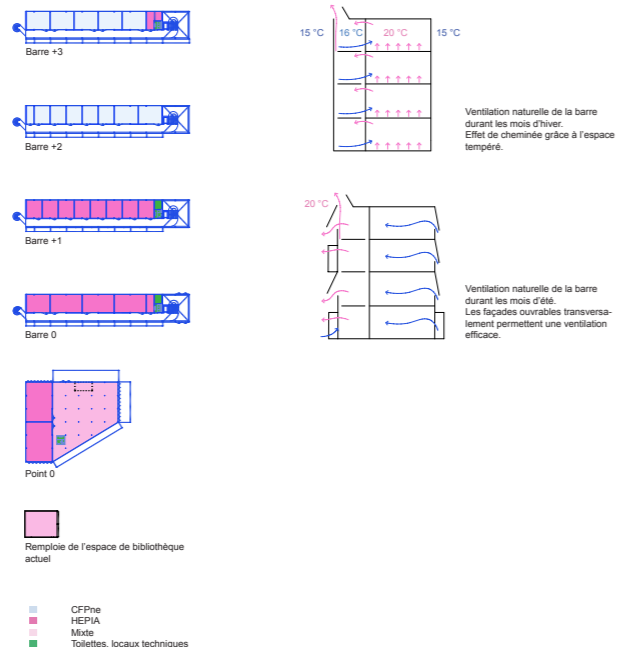 Barre +3
Barre +2
Barre +1
Barre 0
Point 0
Remploie de l'espace de bibliothèque
actuel
CFPne
HEPIA
Mixte
Toilettes, locaux techniques
15 °C 16 °C 20 °C 15 °C
Ventilation naturelle de la barre
durant les mois d'hiver.
Effet de cheminée grâce à l'espace
tempéré.
20 °C
Ventilation naturelle de la barre
durant les mois d'été.
Les façades ouvrables transversa-
lement permettent une ventilation
efficace.